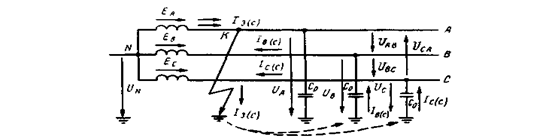 E_A I_З(c) A
K
E_B I_B(c) U_AB U_CA B
N
E_C I_C(c) U_BC C
U_N C_0 U_A U_B C_0 U_C C_0
I_З(c) I_B(c) I_C(c)